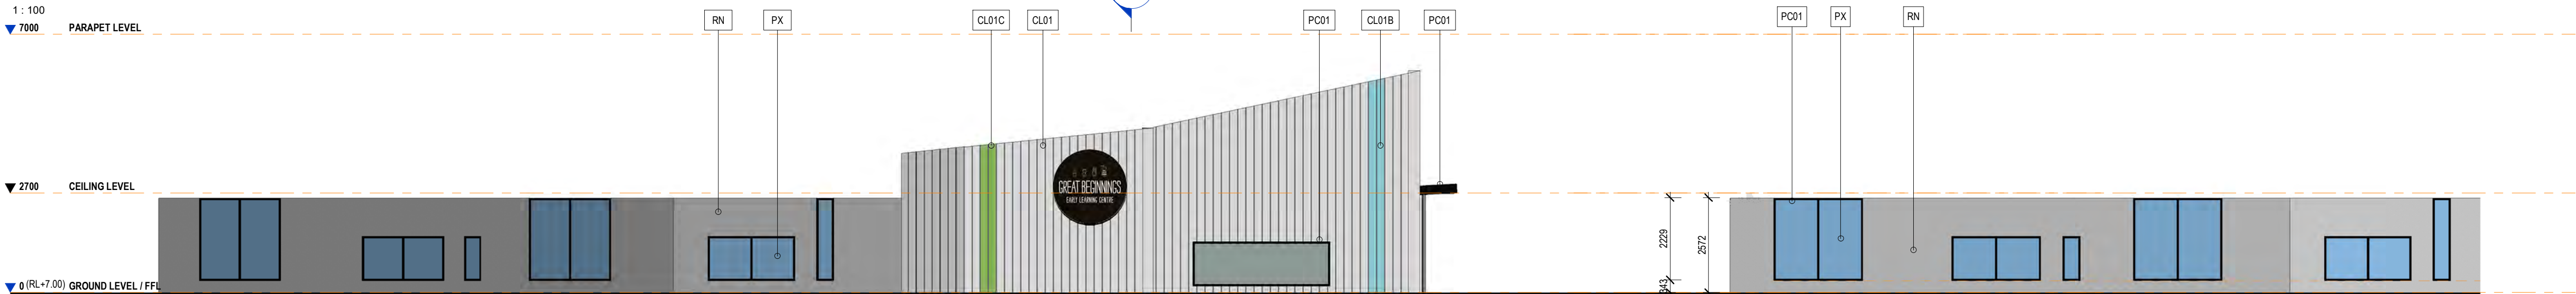 1 : 100
7000 PARAPET LEVEL
RN PX CL01C CL01 PC01 CL01B PC01 PC01 PX RN
2700 CEILING LEVEL
GREAT BEGINNINGS
EARLY LEARNING CENTRE
2229
2572
343
0 (RL+7.00) GROUND LEVEL / FFL